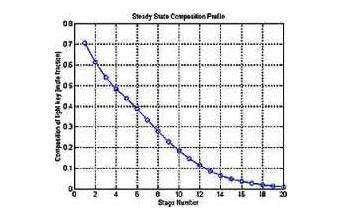 Steady State Composition Profile
Composition of light key [mole fraction]
0.8
0.7
0.6
0.5
0.4
0.3
0.2
0.1
0
0 2 4 6 8 10 12 14 16 18 20
Stage Number